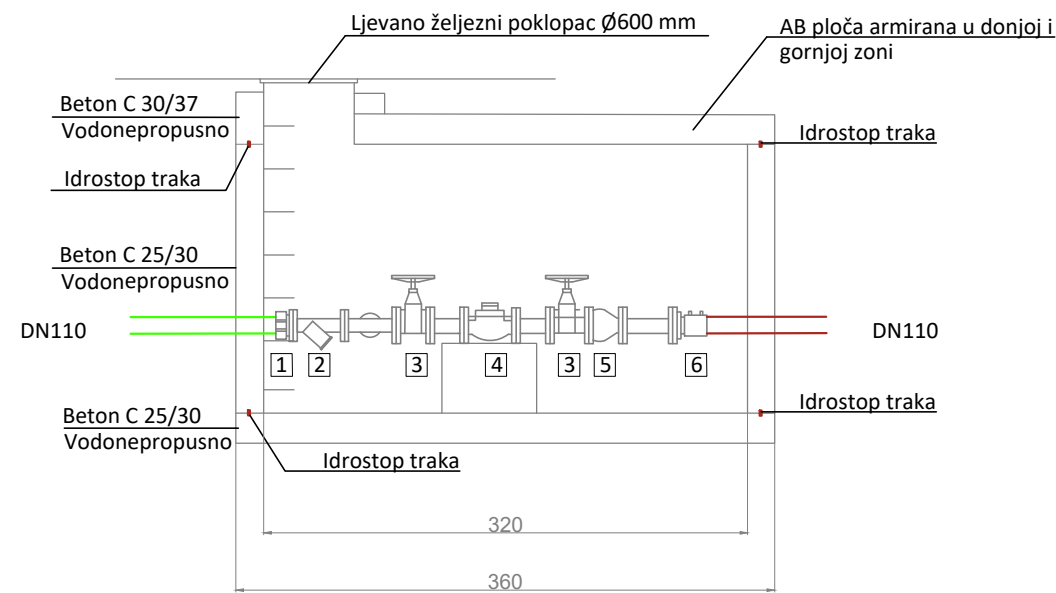 Ljevano željezni poklopac Ø600 mm
AB ploča armirana u donjoj i
gornjoj zoni
Beton C 30/37
Vodonepropusno
Idrostop traka
Idrostop traka
Beton C 25/30
Vodonepropusno
DN110
DN110
1
2
3
4
3
5
6
Beton C 25/30
Vodonepropusno
Idrostop traka
Idrostop traka
320
360